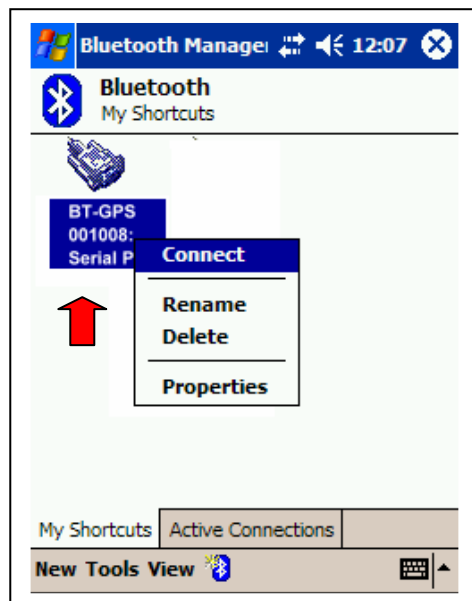 Bluetooth Manager 12:07
Bluetooth
My Shortcuts
BT-GPS
001008:
Serial P
Connect
Rename
Delete
Properties
My Shortcuts Active Connections
New Tools View